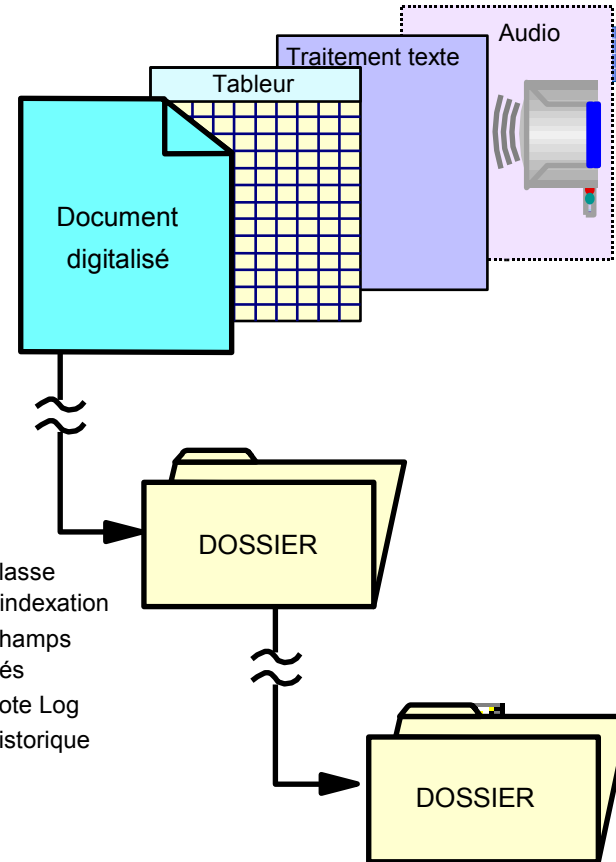 Audio
Traitement texte
Tableur
Document
digitalisé
DOSSIER
lasse
indexation
hamps
és
ote Log
istorique
DOSSIER